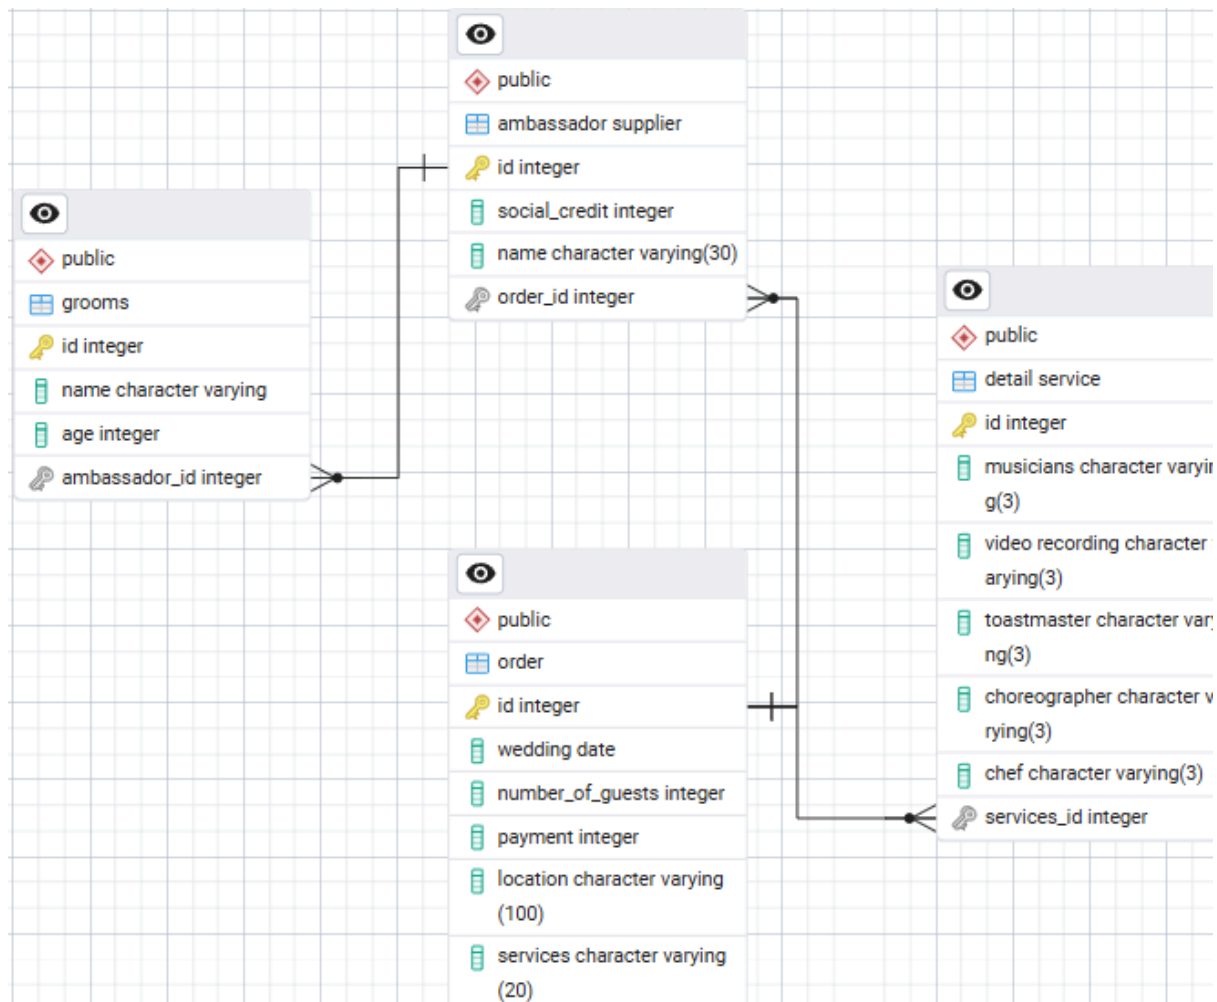 public
ambassador supplier
id integer
social_credit integer
name character varying(30)
order_id integer
public
grooms
id integer
name character varying
age integer
ambassador_id integer
public
detail service
id integer
musicians character varyin
g(3)
video recording character
arying(3)
toastmaster character vary
ng(3)
choreographer character v
rying(3)
chef character varying(3)
services_id integer
public
order
id integer
wedding date
number_of_guests integer
payment integer
location character varying
(100)
services character varying
(20)